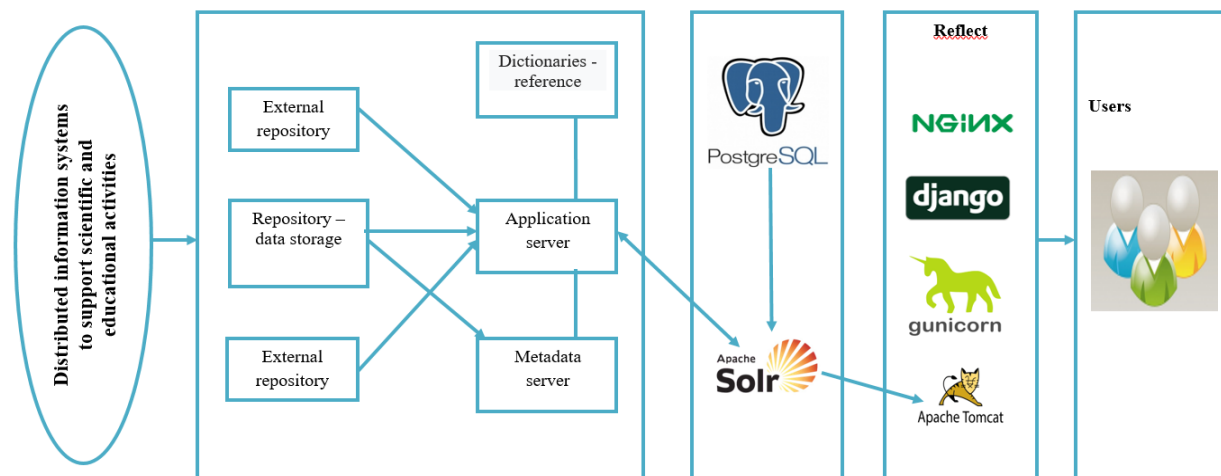 Distributed information systems
to support scientific and
educational activities
External
repository
Repository –
data storage
External
repository
Dictionaries -
reference
Application
server
Metadata
server
PostgreSQL
Apache
Solr
Reflect
NGINX
django
gunicorn
Apache Tomcat
Users